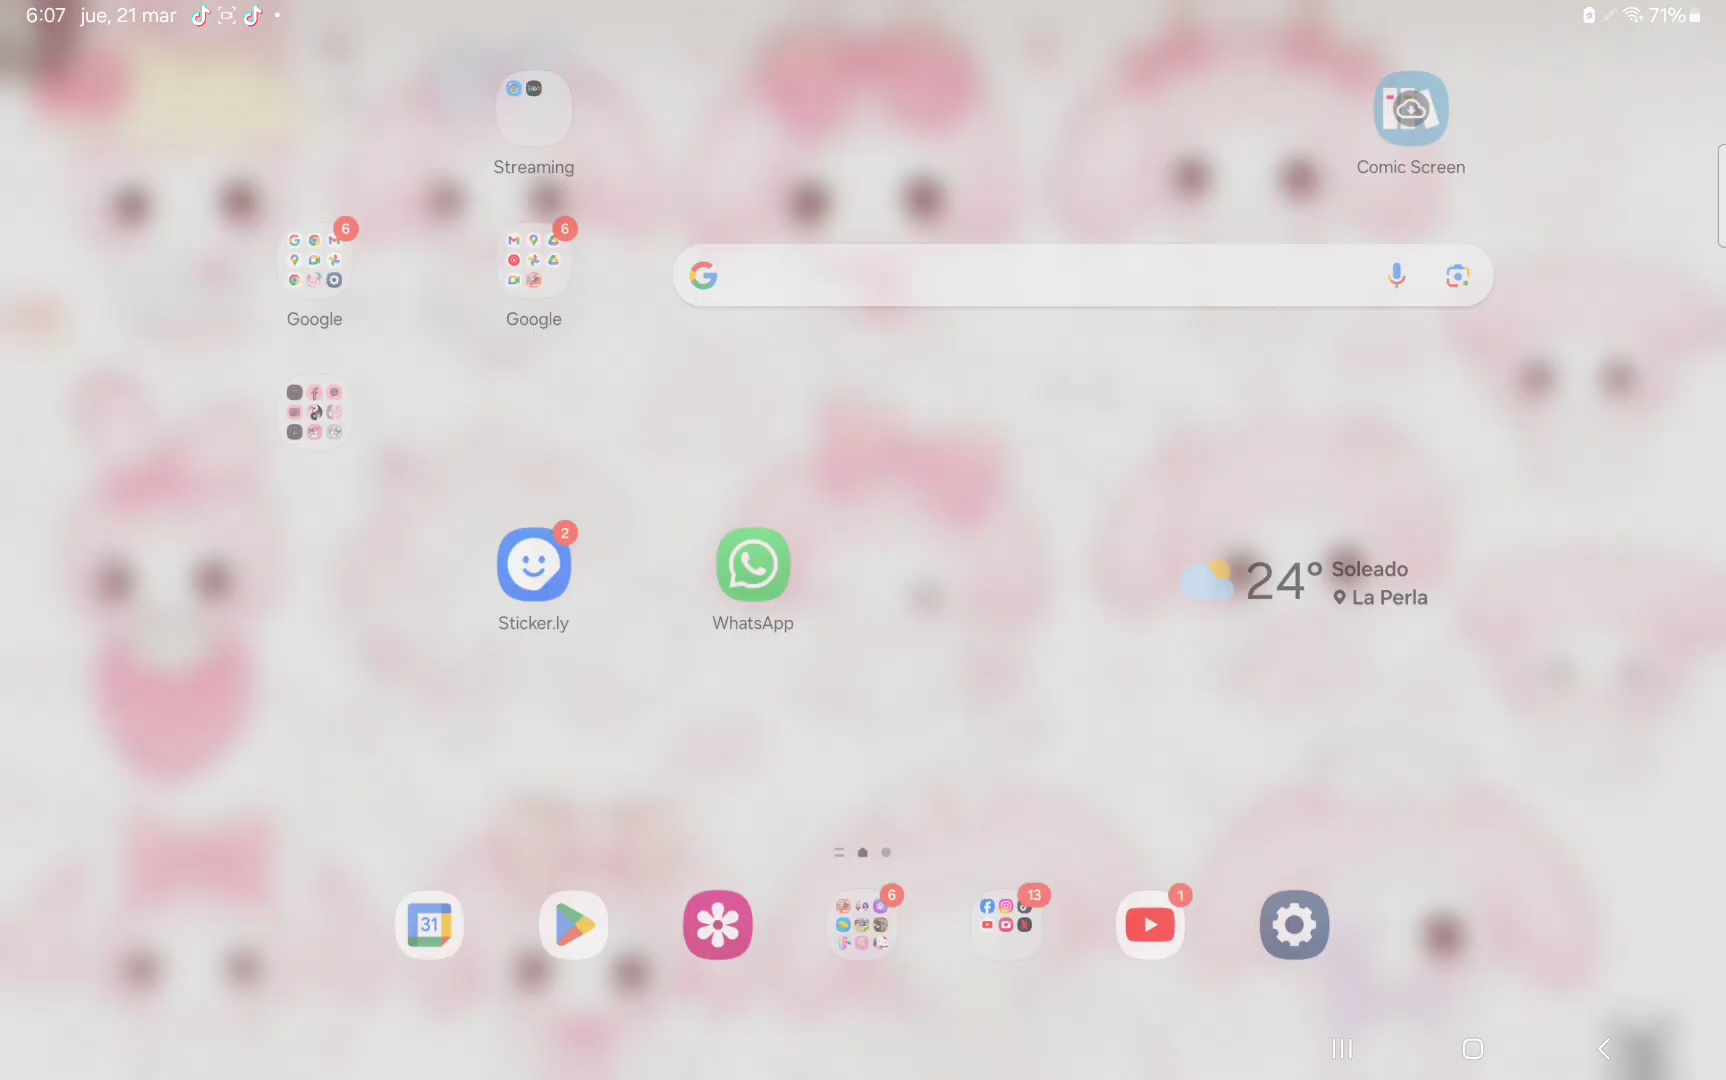 6:07 jue, 21 mar
71%
Streaming
Comic Screen
6
6
Google
Google
2
Sticker.ly
WhatsApp
24° Soleado
La Perla
31
6
13
1